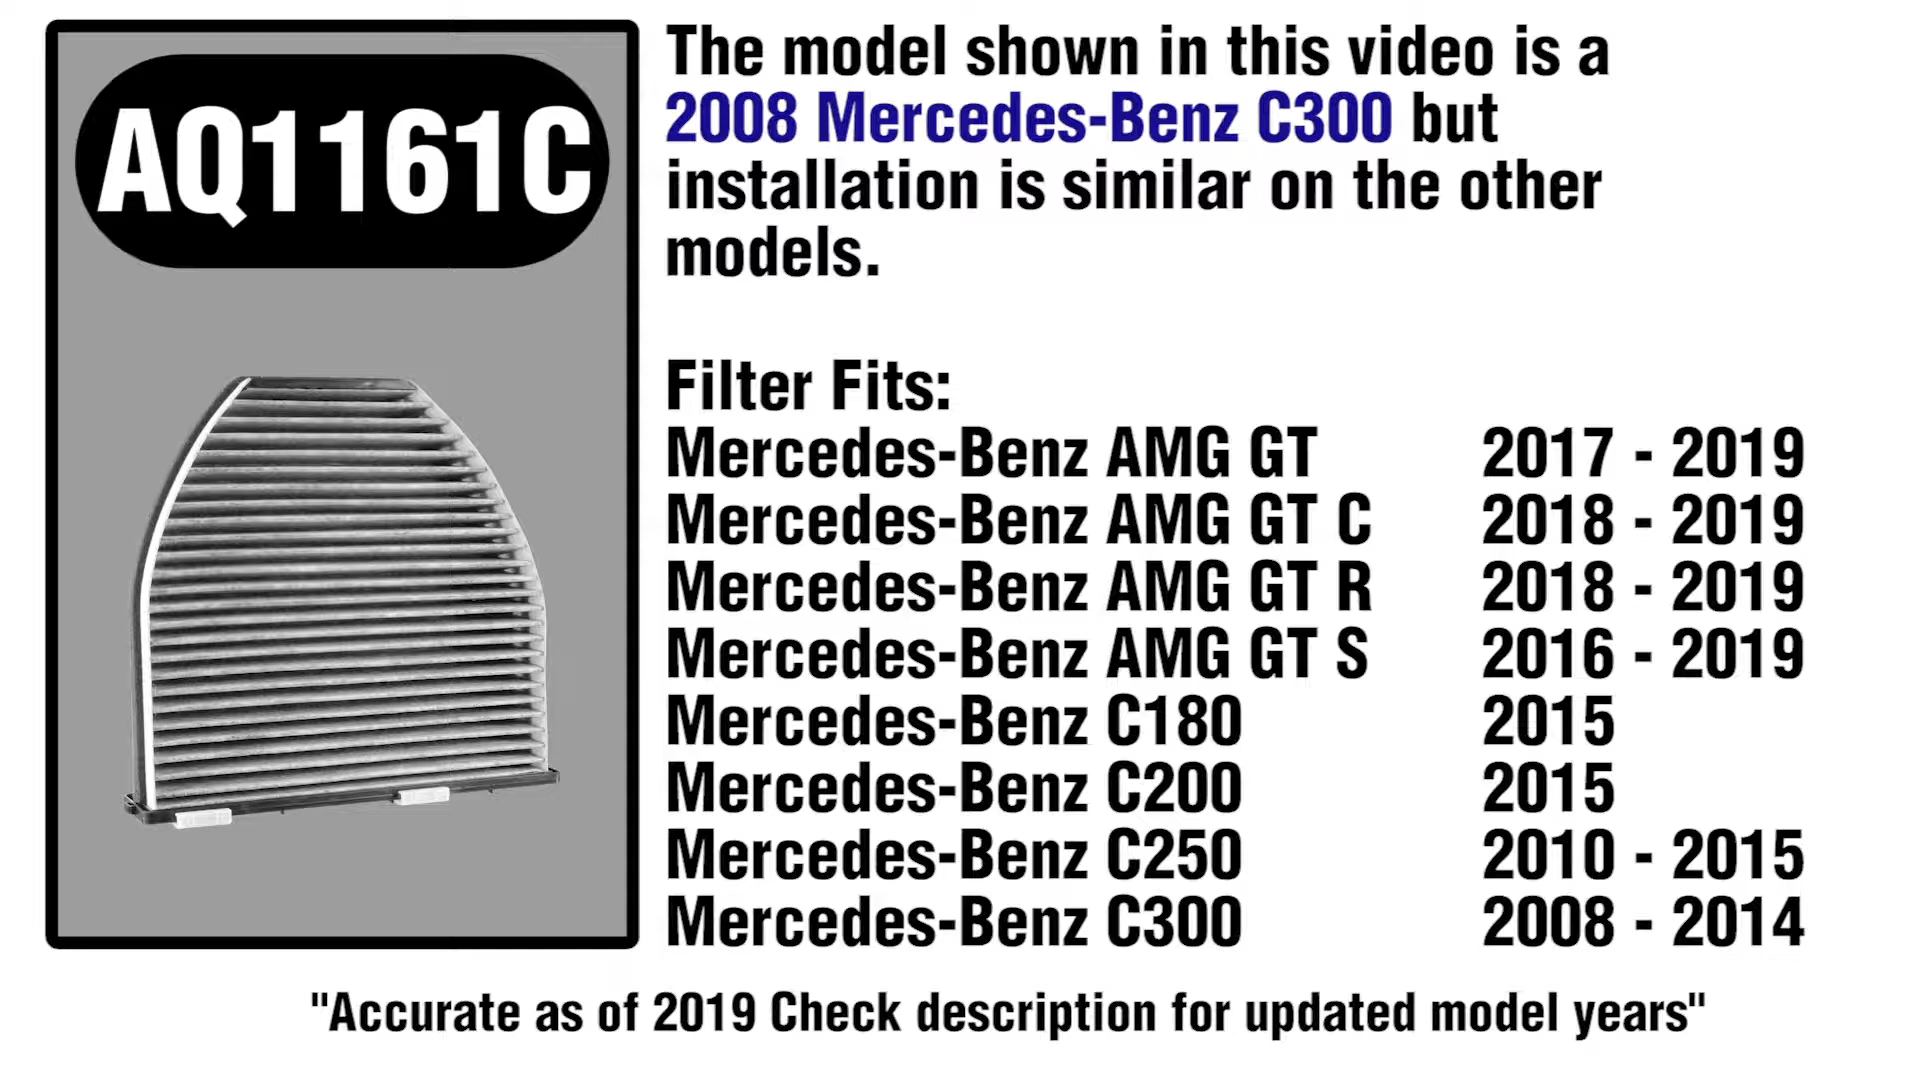 AQ1161C
The model shown in this video is a
2008 Mercedes-Benz C300 but
installation is similar on the other
models.
Filter Fits:
Mercedes-Benz AMG GT 2017 - 2019
Mercedes-Benz AMG GT C 2018 - 2019
Mercedes-Benz AMG GT R 2018 - 2019
Mercedes-Benz AMG GT S 2016 - 2019
Mercedes-Benz C180 2015
Mercedes-Benz C200 2015
Mercedes-Benz C250 2010 - 2015
Mercedes-Benz C300 2008 - 2014
"Accurate as of 2019 Check description for updated model years"